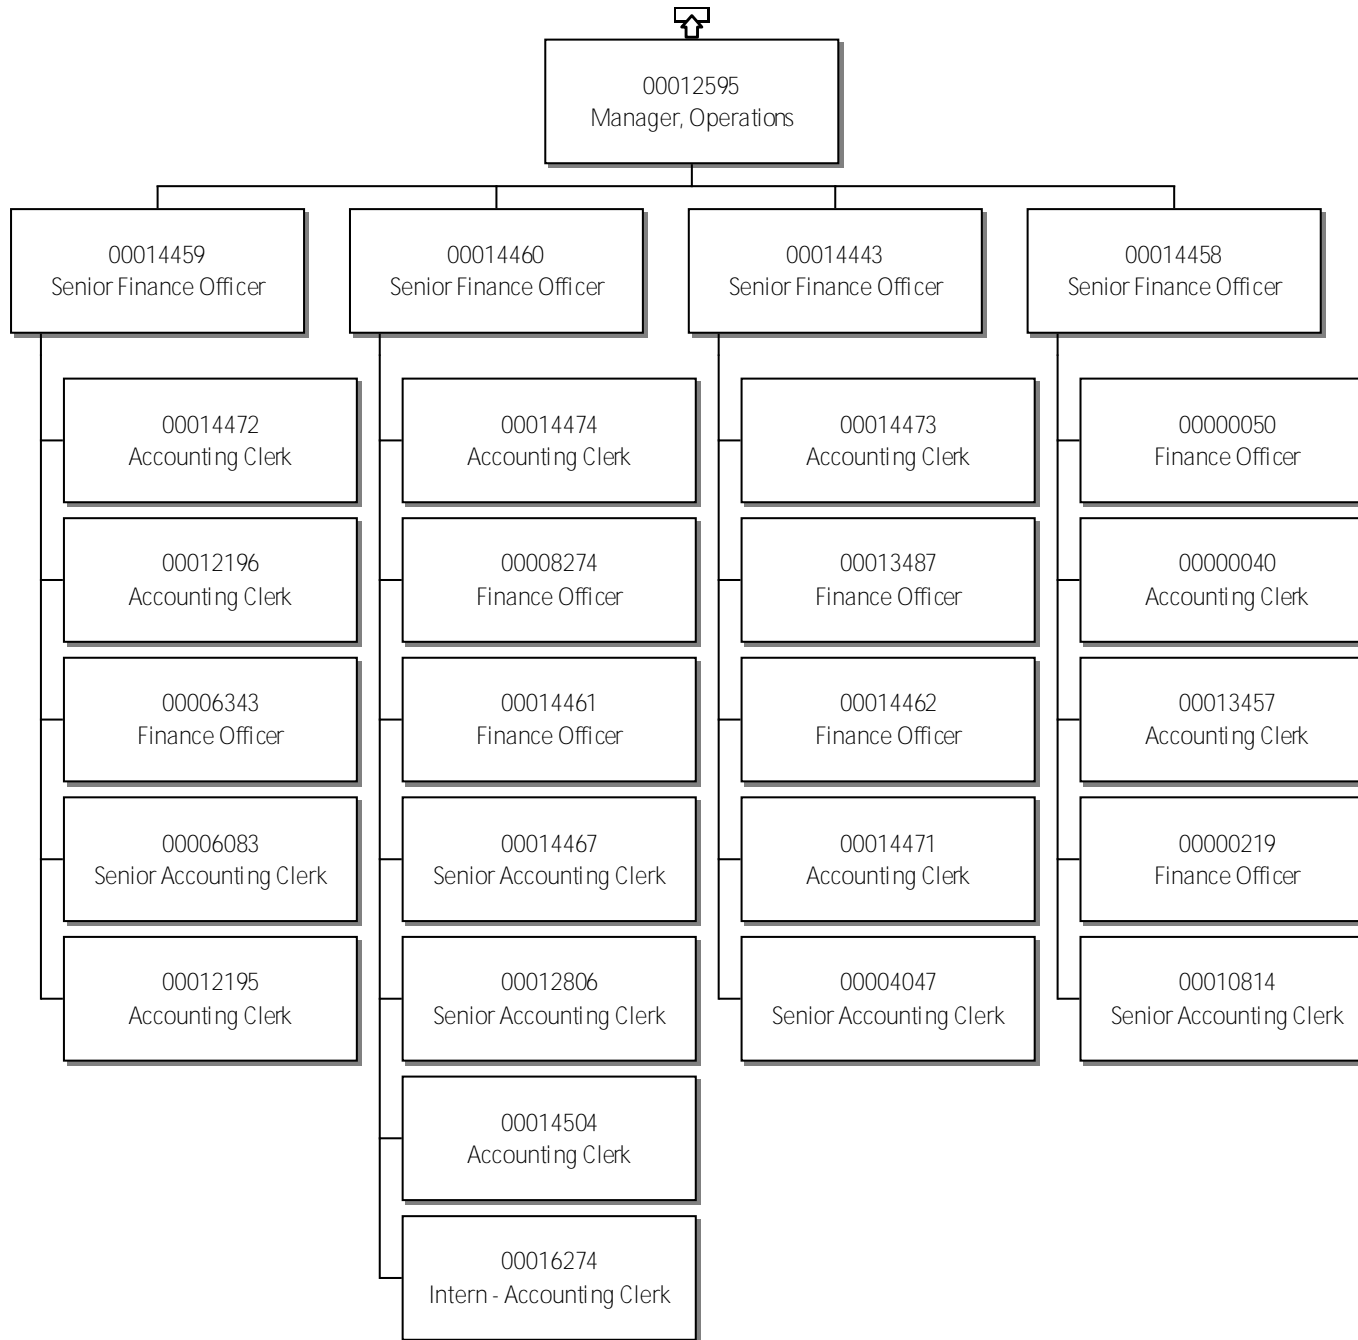 00012595
Manager, Operations
00014459
Senior Finance Officer
00014460
Senior Finance Officer
00014443
Senior Finance Officer
00014458
Senior Finance Officer
00014472
Accounting Clerk
00012196
Accounting Clerk
00006343
Finance Officer
00006083
Senior Accounting Clerk
00012195
Accounting Clerk
00014474
Accounting Clerk
00008274
Finance Officer
00014461
Finance Officer
00014467
Senior Accounting Clerk
00012806
Senior Accounting Clerk
00014504
Accounting Clerk
00016274
Intern - Accounting Clerk
00014473
Accounting Clerk
00013487
Finance Officer
00014462
Finance Officer
00014471
Accounting Clerk
00004047
Senior Accounting Clerk
00000050
Finance Officer
00000040
Accounting Clerk
00013457
Accounting Clerk
00000219
Finance Officer
00010814
Senior Accounting Clerk